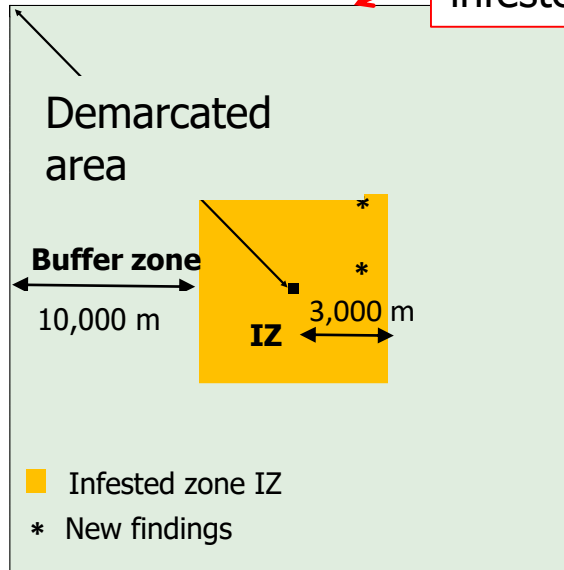 Demarcated
area
Buffer zone
10,000 m
3,000 m
IZ
Infested zone IZ
* New findings